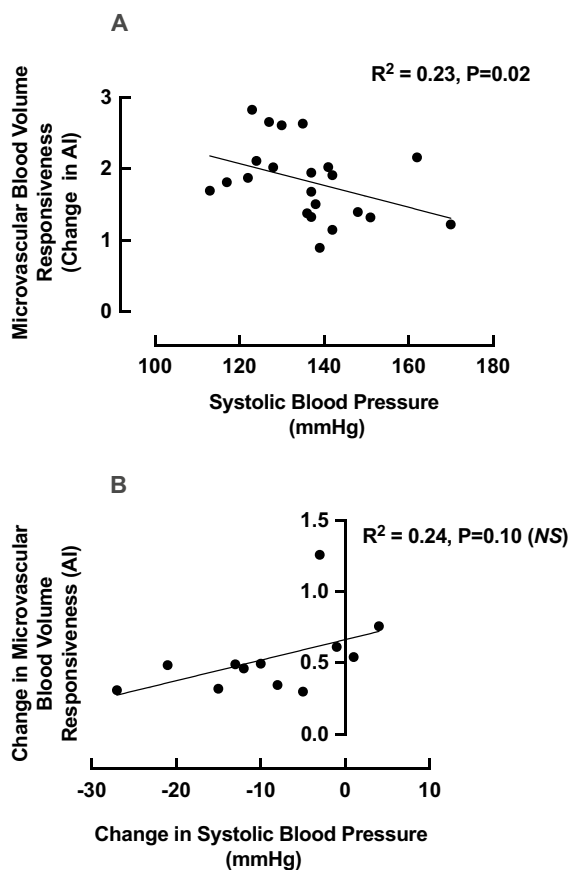 A
R² = 0.23, P=0.02
Microvascular Blood Volume
Responsiveness
(Change in AI)
3
2
1
0
100 120 140 160 180
Systolic Blood Pressure
(mmHg)
B
R² = 0.24, P=0.10 (NS)
Change in Microvascular
Blood Volume
Responsiveness (AI)
1.5
1.0
0.5
0.0
-30 -20 -10 0 10
Change in Systolic Blood Pressure
(mmHg)